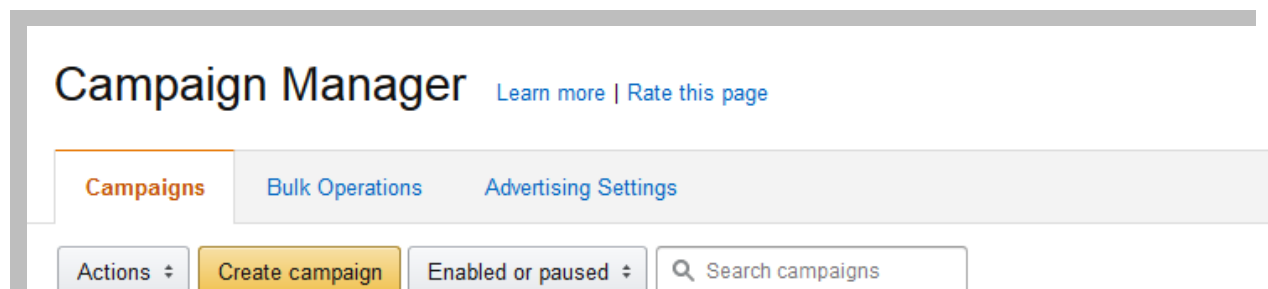 Campaign Manager Learn more | Rate this page
Campaigns Bulk Operations Advertising Settings
Actions Create campaign Enabled or paused Search campaigns